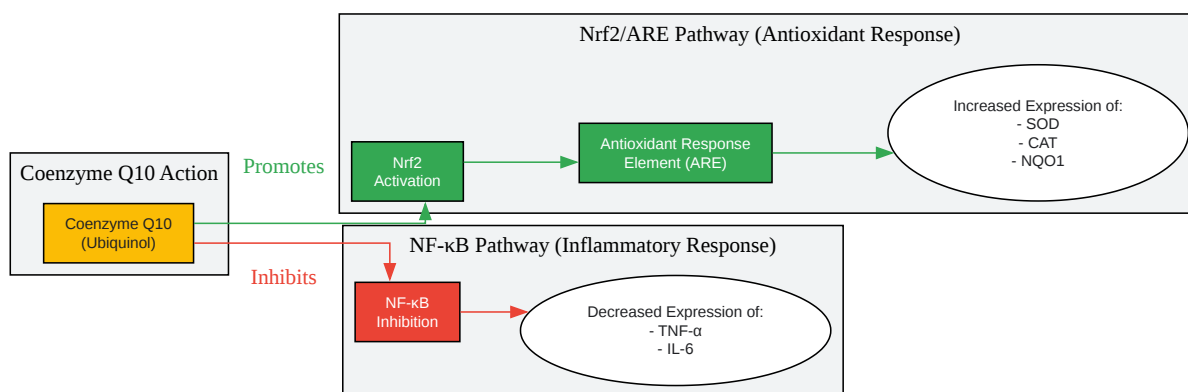 Nrf2/ARE Pathway (Antioxidant Response)
Increased Expression of:
- SOD
- CAT
- NQO1
Antioxidant Response
Element (ARE)
Nrf2
Activation
Promotes
Coenzyme Q10 Action
Coenzyme Q10
(Ubiquinol)
Inhibits
NF-κB Pathway (Inflammatory Response)
NF-κB
Inhibition
Decreased Expression of:
- TNF-α
- IL-6